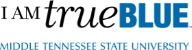 I AM trueBLUE
MIDDLE TENNESSEE STATE UNIVERSITY